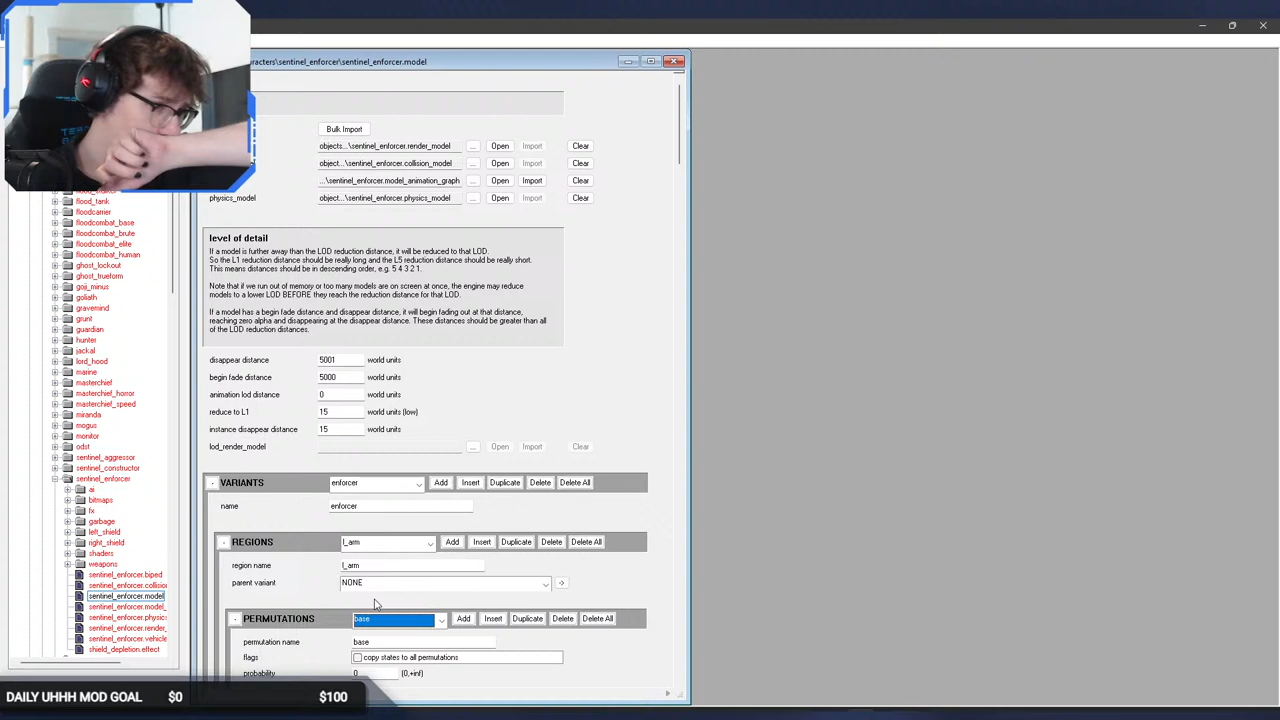 aracters\sentinel_enforcer\sentinel_enforcer.model
Bulk Import
objects...\sentinel_enforcer.render_model ... Open Import Clear
object...\sentinel_enforcer.collision_model ... Open Import Clear
...\sentinel_enforcer.model_animation_graph ... Open Import Clear
physics_model object...\sentinel_enforcer.physics_model ... Open Import Clear
flood_tank
floodcarrier
floodcombat_base
floodcombat_brute
floodcombat_elite
floodcombat_human
ghost_lockout
ghost_trueform
goji_minus
goliath
gravemind
grunt
guardian
hunter
jackal
lord_hood
marine
masterchief
masterchief_horror
masterchief_speed
miranda
mogus
monitor
odst
sentinel_aggressor
sentinel_constructor
sentinel_enforcer
ai
bitmaps
fx
garbage
left_shield
right_shield
shaders
weapons
sentinel_enforcer.biped
sentinel_enforcer.collision
sentinel_enforcer.model
sentinel_enforcer.model_
sentinel_enforcer.physics
sentinel_enforcer.render_
sentinel_enforcer.vehicle
shield_depletion.effect
level of detail
If a model is further away than the LOD reduction distance, it will be reduced to that LOD.
So the L1 reduction distance should be really long and the L5 reduction distance should be really short.
This means distances should be in descending order, e.g. 5 4 3 2 1.
Note that if we run out of memory or too many models are on screen at once, the engine may reduce
models to a lower LOD BEFORE they reach the reduction distance for that LOD.
If a model has a begin fade distance and disappear distance, it will begin fading out at that distance,
reaching zero alpha and disappearing at the disappear distance. These distances should be greater than all
of the LOD reduction distances.
disappear distance 5001 world units
begin fade distance 5000 world units
animation lod distance 0 world units
reduce to L1 15 world units (low)
instance disappear distance 15 world units
lod_render_model ... Open Import Clear
- VARIANTS enforcer Add Insert Duplicate Delete Delete All
name enforcer
- REGIONS l_arm Add Insert Duplicate Delete Delete All
region name l_arm
parent variant NONE ->
- PERMUTATIONS base Add Insert Duplicate Delete Delete All
permutation name base
flags copy states to all permutations
probability 0 (0,+inf)
DAILY UHHH MOD GOAL $0 $100